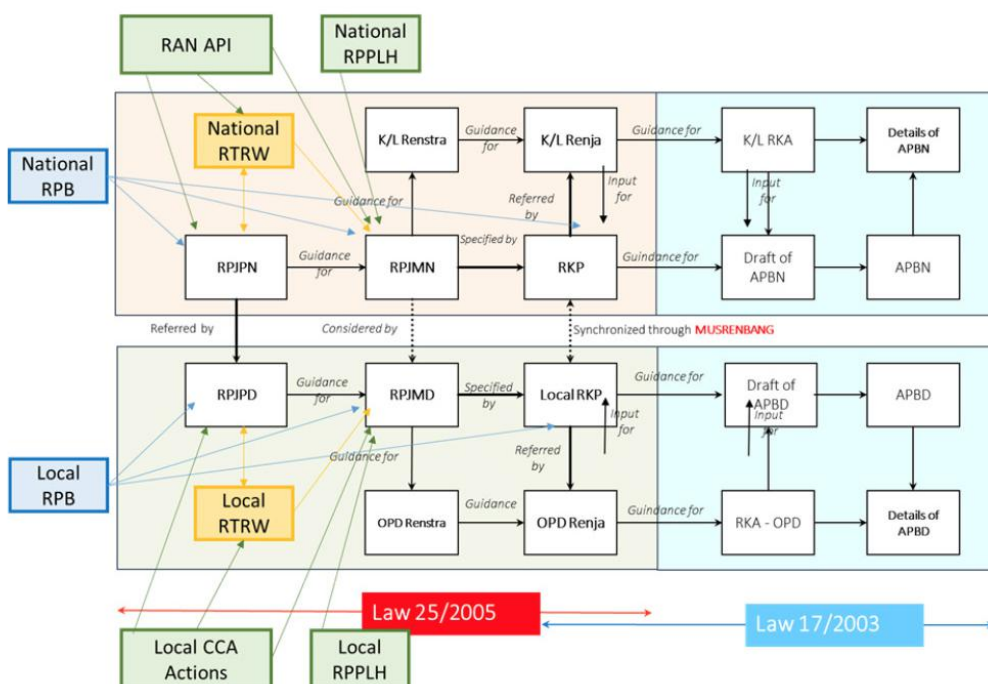 RAN API
National
RPPLH
National
RTRW
K/L Renstra
Guidance
for
K/L Renja
Guidance for
K/L RKA
Details of
APBN
National
RPB
Guidance for
Referred
by
Input
for
Input
for
RPJPN
Guidance
for
RPJMN
Specified by
RKP
Guindance for
Draft of
APBN
APBN
Referred by
Considered by
Synchronized through MUSRENBANG
RPJPD
Guidance
for
RPJMD
Specified
by
Local RKP
Guidance for
Draft of
APBD
APBD
Input
for
Input
for
Local
RPB
Guidance for
Referred
by
Local
RTRW
OPD Renstra
Guidance
for
OPD Renja
Guindance for
RKA - OPD
Details of
APBD
Law 25/2005
Law 17/2003
Local CCA
Actions
Local
RPPLH